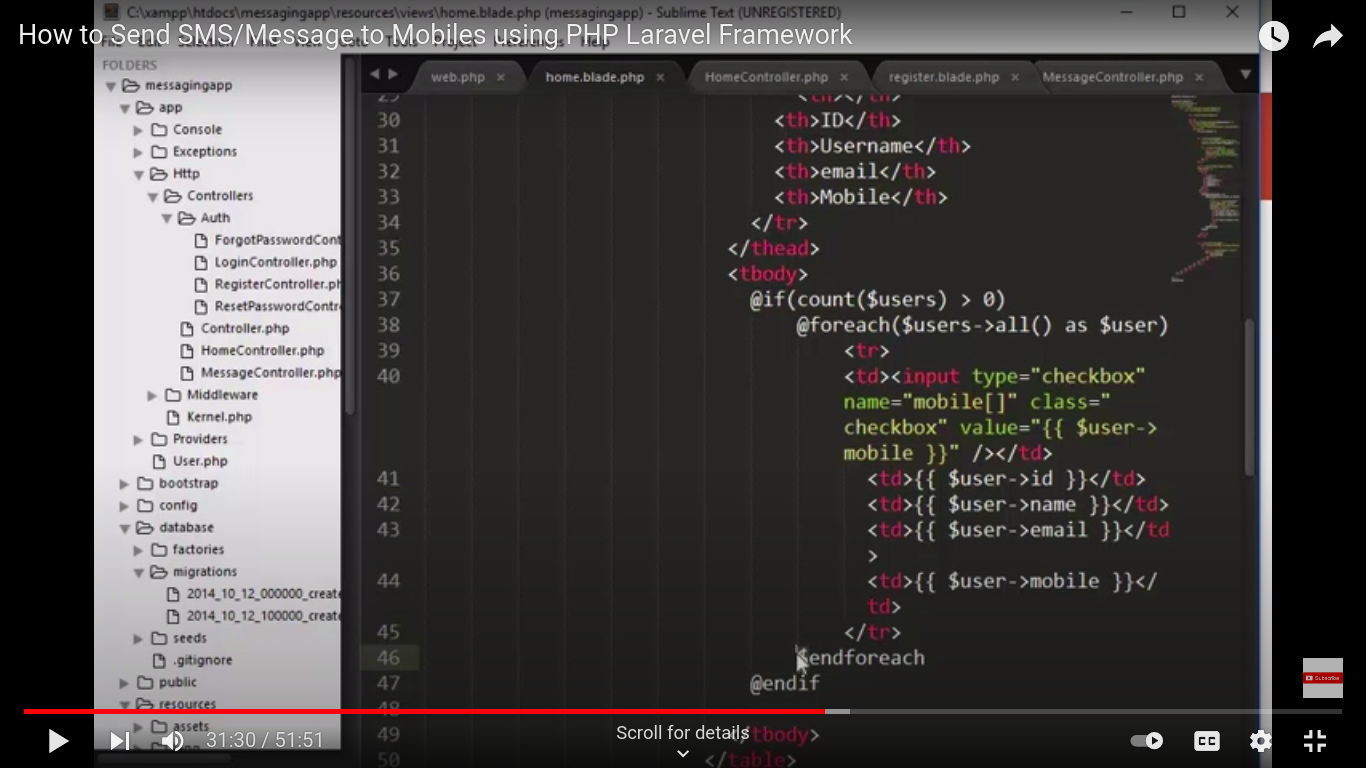 C:\xampp\htdocs\messagingapp\resources\views\home.blade.php (messagingapp) - Sublime Text (UNREGISTERED)
How to Send SMS/Message to Mobiles using PHP Laravel Framework
FOLDERS
messagingapp
app
Console
Exceptions
Http
Controllers
Auth
ForgotPasswordCont
LoginController.php
RegisterController.ph
ResetPasswordContr
Controller.php
HomeController.php
MessageController.php
Middleware
Kernel.php
Providers
User.php
bootstrap
config
database
factories
migrations
2014_10_12_000000_create
2014_10_12_100000_create
seeds
.gitignore
public
resources
assets
web.php × home.blade.php × HomeController.php × register.blade.php × MessageController.php ×
29 <th></th>
30 <th>ID</th>
31 <th>Username</th>
32 <th>email</th>
33 <th>Mobile</th>
34 </tr>
35 </thead>
36 <tbody>
37 @if(count($users) > 0)
38 @foreach($users->all() as $user)
39 <tr>
40 <td><input type="checkbox"
name="mobile[]" class="
checkbox" value="{{ $user->
mobile }}" /></td>
41 <td>{{ $user->id }}</td>
42 <td>{{ $user->name }}</td>
43 <td>{{ $user->email }}</td
>
44 <td>{{ $user->mobile }}</
td>
45 </tr>
46 endforeach
47 @endif
48
49 </tbody>
50 </table>
Subscribe
31:30 / 51:51
Scroll for details
CC